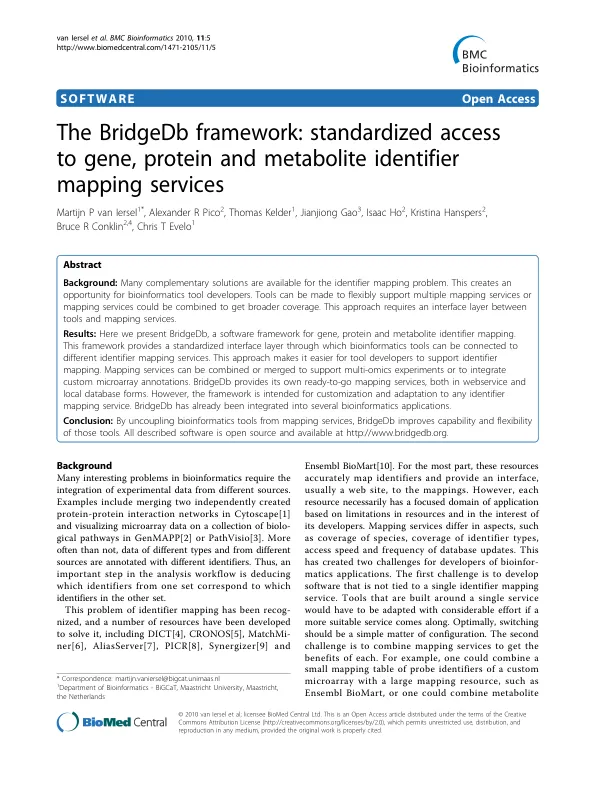 van Iersel et al. BMC Bioinformatics 2010, 11:5
http://www.biomedcentral.com/1471-2105/11/5
BMC
Bioinformatics
SOFTWARE
Open Access
The BridgeDb framework: standardized access
to gene, protein and metabolite identifier
mapping services
Martijn P van Iersel1*, Alexander R Pico2, Thomas Kelder1, Jianjiong Gao3, Isaac Ho2, Kristina Hanspers2,
Bruce R Conklin2,4, Chris T Evelo1
Abstract
Background: Many complementary solutions are available for the identifier mapping problem. This creates an
opportunity for bioinformatics tool developers. Tools can be made to flexibly support multiple mapping services or
mapping services could be combined to get broader coverage. This approach requires an interface layer between
tools and mapping services.
Results: Here we present BridgeDb, a software framework for gene, protein and metabolite identifier mapping.
This framework provides a standardized interface layer through which bioinformatics tools can be connected to
different identifier mapping services. This approach makes it easier for tool developers to support identifier
mapping. Mapping services can be combined or merged to support multi-omics experiments or to integrate
custom microarray annotations. BridgeDb provides its own ready-to-go mapping services, both in webservice and
local database forms. However, the framework is intended for customization and adaptation to any identifier
mapping service. BridgeDb has already been integrated into several bioinformatics applications.
Conclusion: By uncoupling bioinformatics tools from mapping services, BridgeDb improves capability and flexibility
of those tools. All described software is open source and available at http://www.bridgedb.org.
Background
Many interesting problems in bioinformatics require the
integration of experimental data from different sources.
Examples include merging two independently created
protein-protein interaction networks in Cytoscape[1]
and visualizing microarray data on a collection of biolo-
gical pathways in GenMAPP[2] or PathVisio[3]. More
often than not, data of different types and from different
sources are annotated with different identifiers. Thus, an
important step in the analysis workflow is deducing
which identifiers from one set correspond to which
identifiers in the other set.
This problem of identifier mapping has been recog-
nized, and a number of resources have been developed
to solve it, including DICT[4], CRONOS[5], MatchMi-
ner[6], AliasServer[7], PICR[8], Synergizer[9] and
Ensembl BioMart[10]. For the most part, these resources
accurately map identifiers and provide an interface,
usually a web site, to the mappings. However, each
resource necessarily has a focused domain of application
based on limitations in resources and in the interest of
its developers. Mapping services differ in aspects, such
as coverage of species, coverage of identifier types,
access speed and frequency of database updates. This
has created two challenges for developers of bioinfor-
matics applications. The first challenge is to develop
software that is not tied to a single identifier mapping
service. Tools that are built around a single service
would have to be adapted with considerable effort if a
more suitable service comes along. Optimally, switching
should be a simple matter of configuration. The second
challenge is to combine mapping services to get the
benefits of each. For example, one could combine a
small mapping table of probe identifiers of a custom
microarray with a large mapping resource, such as
Ensembl BioMart, or one could combine metabolite
* Correspondence: martijn.vaniersel@bigcat.unimaas.nl
1Department of Bioinformatics - BiGCaT, Maastricht University, Maastricht,
the Netherlands
BioMed Central
© 2010 van Iersel et al; licensee BioMed Central Ltd. This is an Open Access article distributed under the terms of the Creative
Commons Attribution License (http://creativecommons.org/licenses/by/2.0), which permits unrestricted use, distribution, and
reproduction in any medium, provided the original work is properly cited.